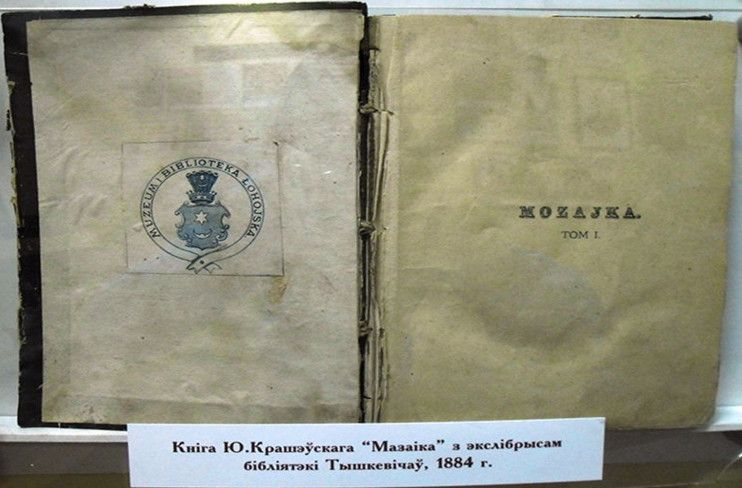 MUZEUM I BIBLIOTEKA ŁOHOJSKA
MOZAJKA.
TOM I.
Кніга Ю.Крашэўскага “Мазаіка” з экслібрысам
бібліятэкі Тышкевічаў, 1884 г.